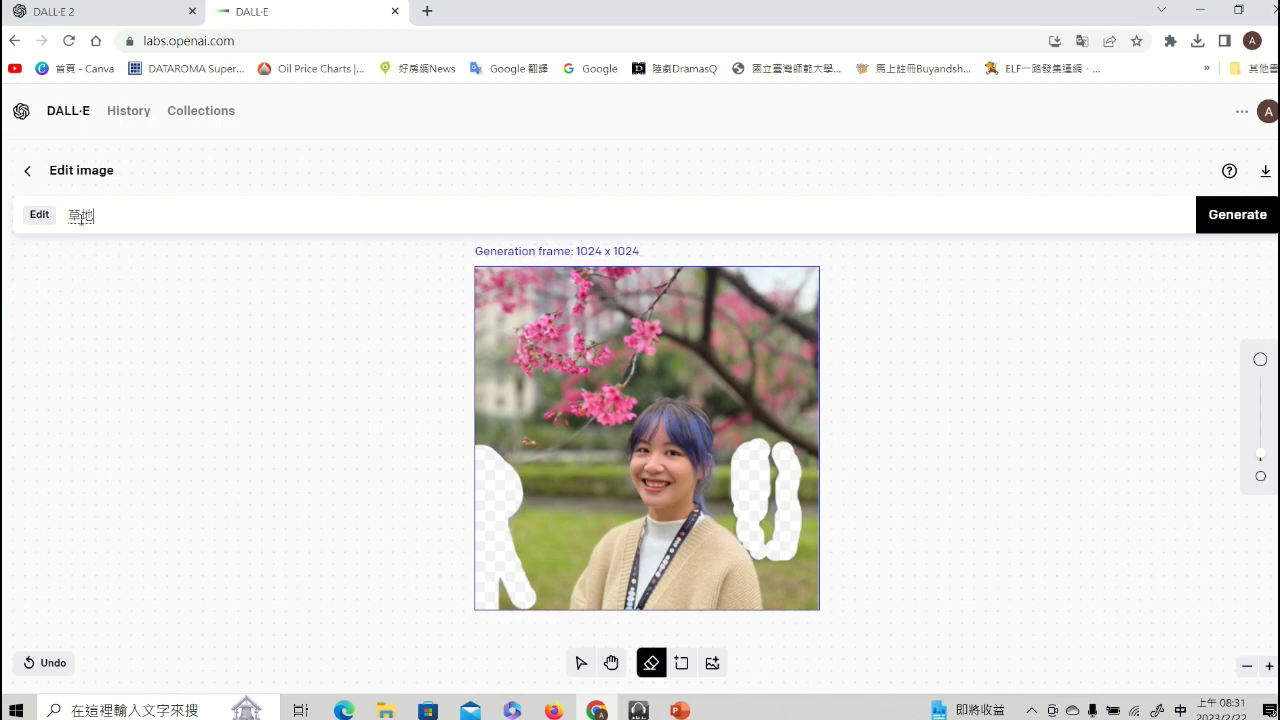 DALL·E 2
DALL·E
labs.openai.com
A
首頁 - Canva
DATAROMA Super...
Oil Price Charts |...
好房網News
Google 翻譯
Google
陸劇DramasQ
國立臺灣師範大學...
馬上註冊Buyandsh...
ELF一路發集運網・...
»
其他書
DALL·E
History
Collections
A
Edit image
Edit
草地
Generate
Generation frame: 1024 x 1024
Undo
在這裡輸入文字來搜
即將收益
中
上午 08:31